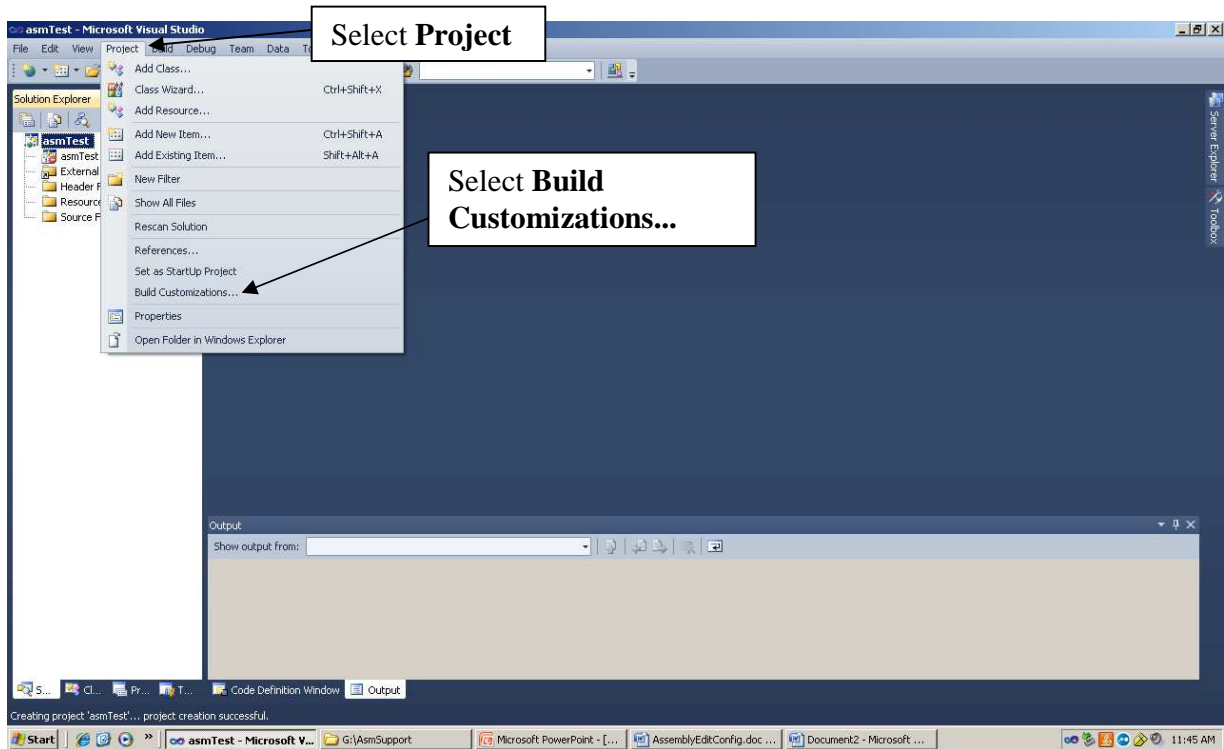 asmTest - Microsoft Visual Studio
Select Project
File Edit View Project Build Debug Team Data
Add Class...
Class Wizard... Ctrl+Shift+X
Add Resource...
Add New Item... Ctrl+Shift+A
Add Existing Item... Shift+Alt+A
New Filter
Show All Files
Rescan Solution
References...
Set as StartUp Project
Build Customizations...
Properties
Open Folder in Windows Explorer
Solution Explorer
asmTest
asmTest
External
Header F
Resource
Source F
Select Build
Customizations...
Server Explorer
Toolbox
Output
Show output from:
S... Cl... Pr... T... Code Definition Window Output
Creating project 'asmTest'... project creation successful.
Start » asmTest - Microsoft V... G:\AsmSupport Microsoft PowerPoint - [... AssemblyEditConfig.doc ... Document2 - Microsoft ... 11:45 AM